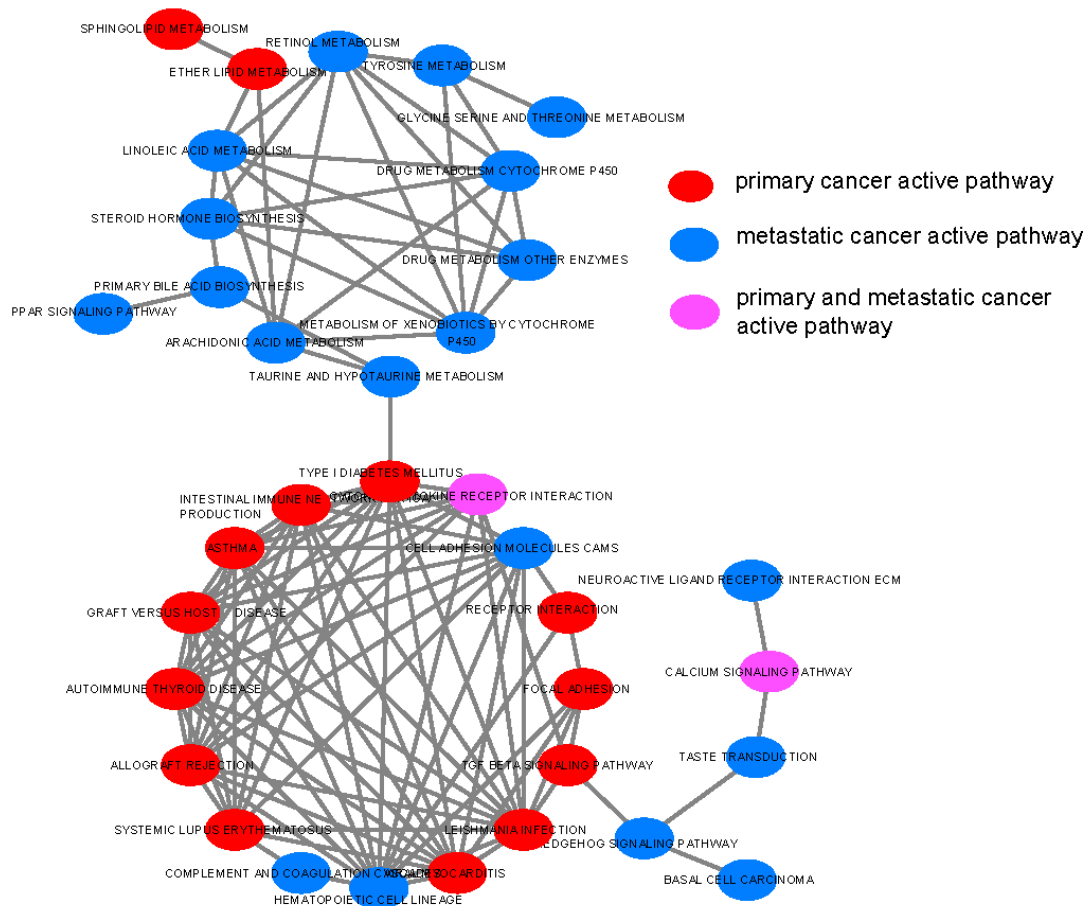 SPHINGOLIPID METABOLISM
RETINOL METABOLISM
TYROSINE METABOLISM
ETHER LIPID METABOLISM
GLYCINE SERINE AND THREONINE METABOLISM
LINOLEIC ACID METABOLISM
DRUG METABOLISM CYTOCHROME P450
primary cancer active pathway
STEROID HORMONE BIOSYNTHESIS
metastatic cancer active pathway
DRUG METABOLISM OTHER ENZYMES
PRIMARY BILE ACID BIOSYNTHESIS
PPAR SIGNALING PATHWAY
primary and metastatic cancer
active pathway
METABOLISM OF XENOBIOTICS BY CYTOCHROME
P450
ARACHIDONIC ACID METABOLISM
TAURINE AND HYPOTAURINE METABOLISM
TYPE I DIABETES MELLITUS
INTESTINAL IMMUNE NETWORK
PRODUCTION
RECEPTOR INTERACTION
ASTHMA
CELL ADHESION MOLECULES CAMS
NEUROACTIVE LIGAND RECEPTOR INTERACTION ECM
GRAFT VERSUS HOST DISEASE
RECEPTOR INTERACTION
CALCIUM SIGNALING PATHWAY
AUTOIMMUNE THYROID DISEASE
FOCAL ADHESION
TASTE TRANSDUCTION
ALLOGRAFT REJECTION
TGF BETA SIGNALING PATHWAY
SYSTEMIC LUPUS ERYTHEMATOSUS
LEISHMANIA INFECTION
EDGEHOG SIGNALING PATHWAY
COMPLEMENT AND COAGULATION
BASAL CELL CARCINOMA
HEMATOPOIETIC CELL LINEAGE